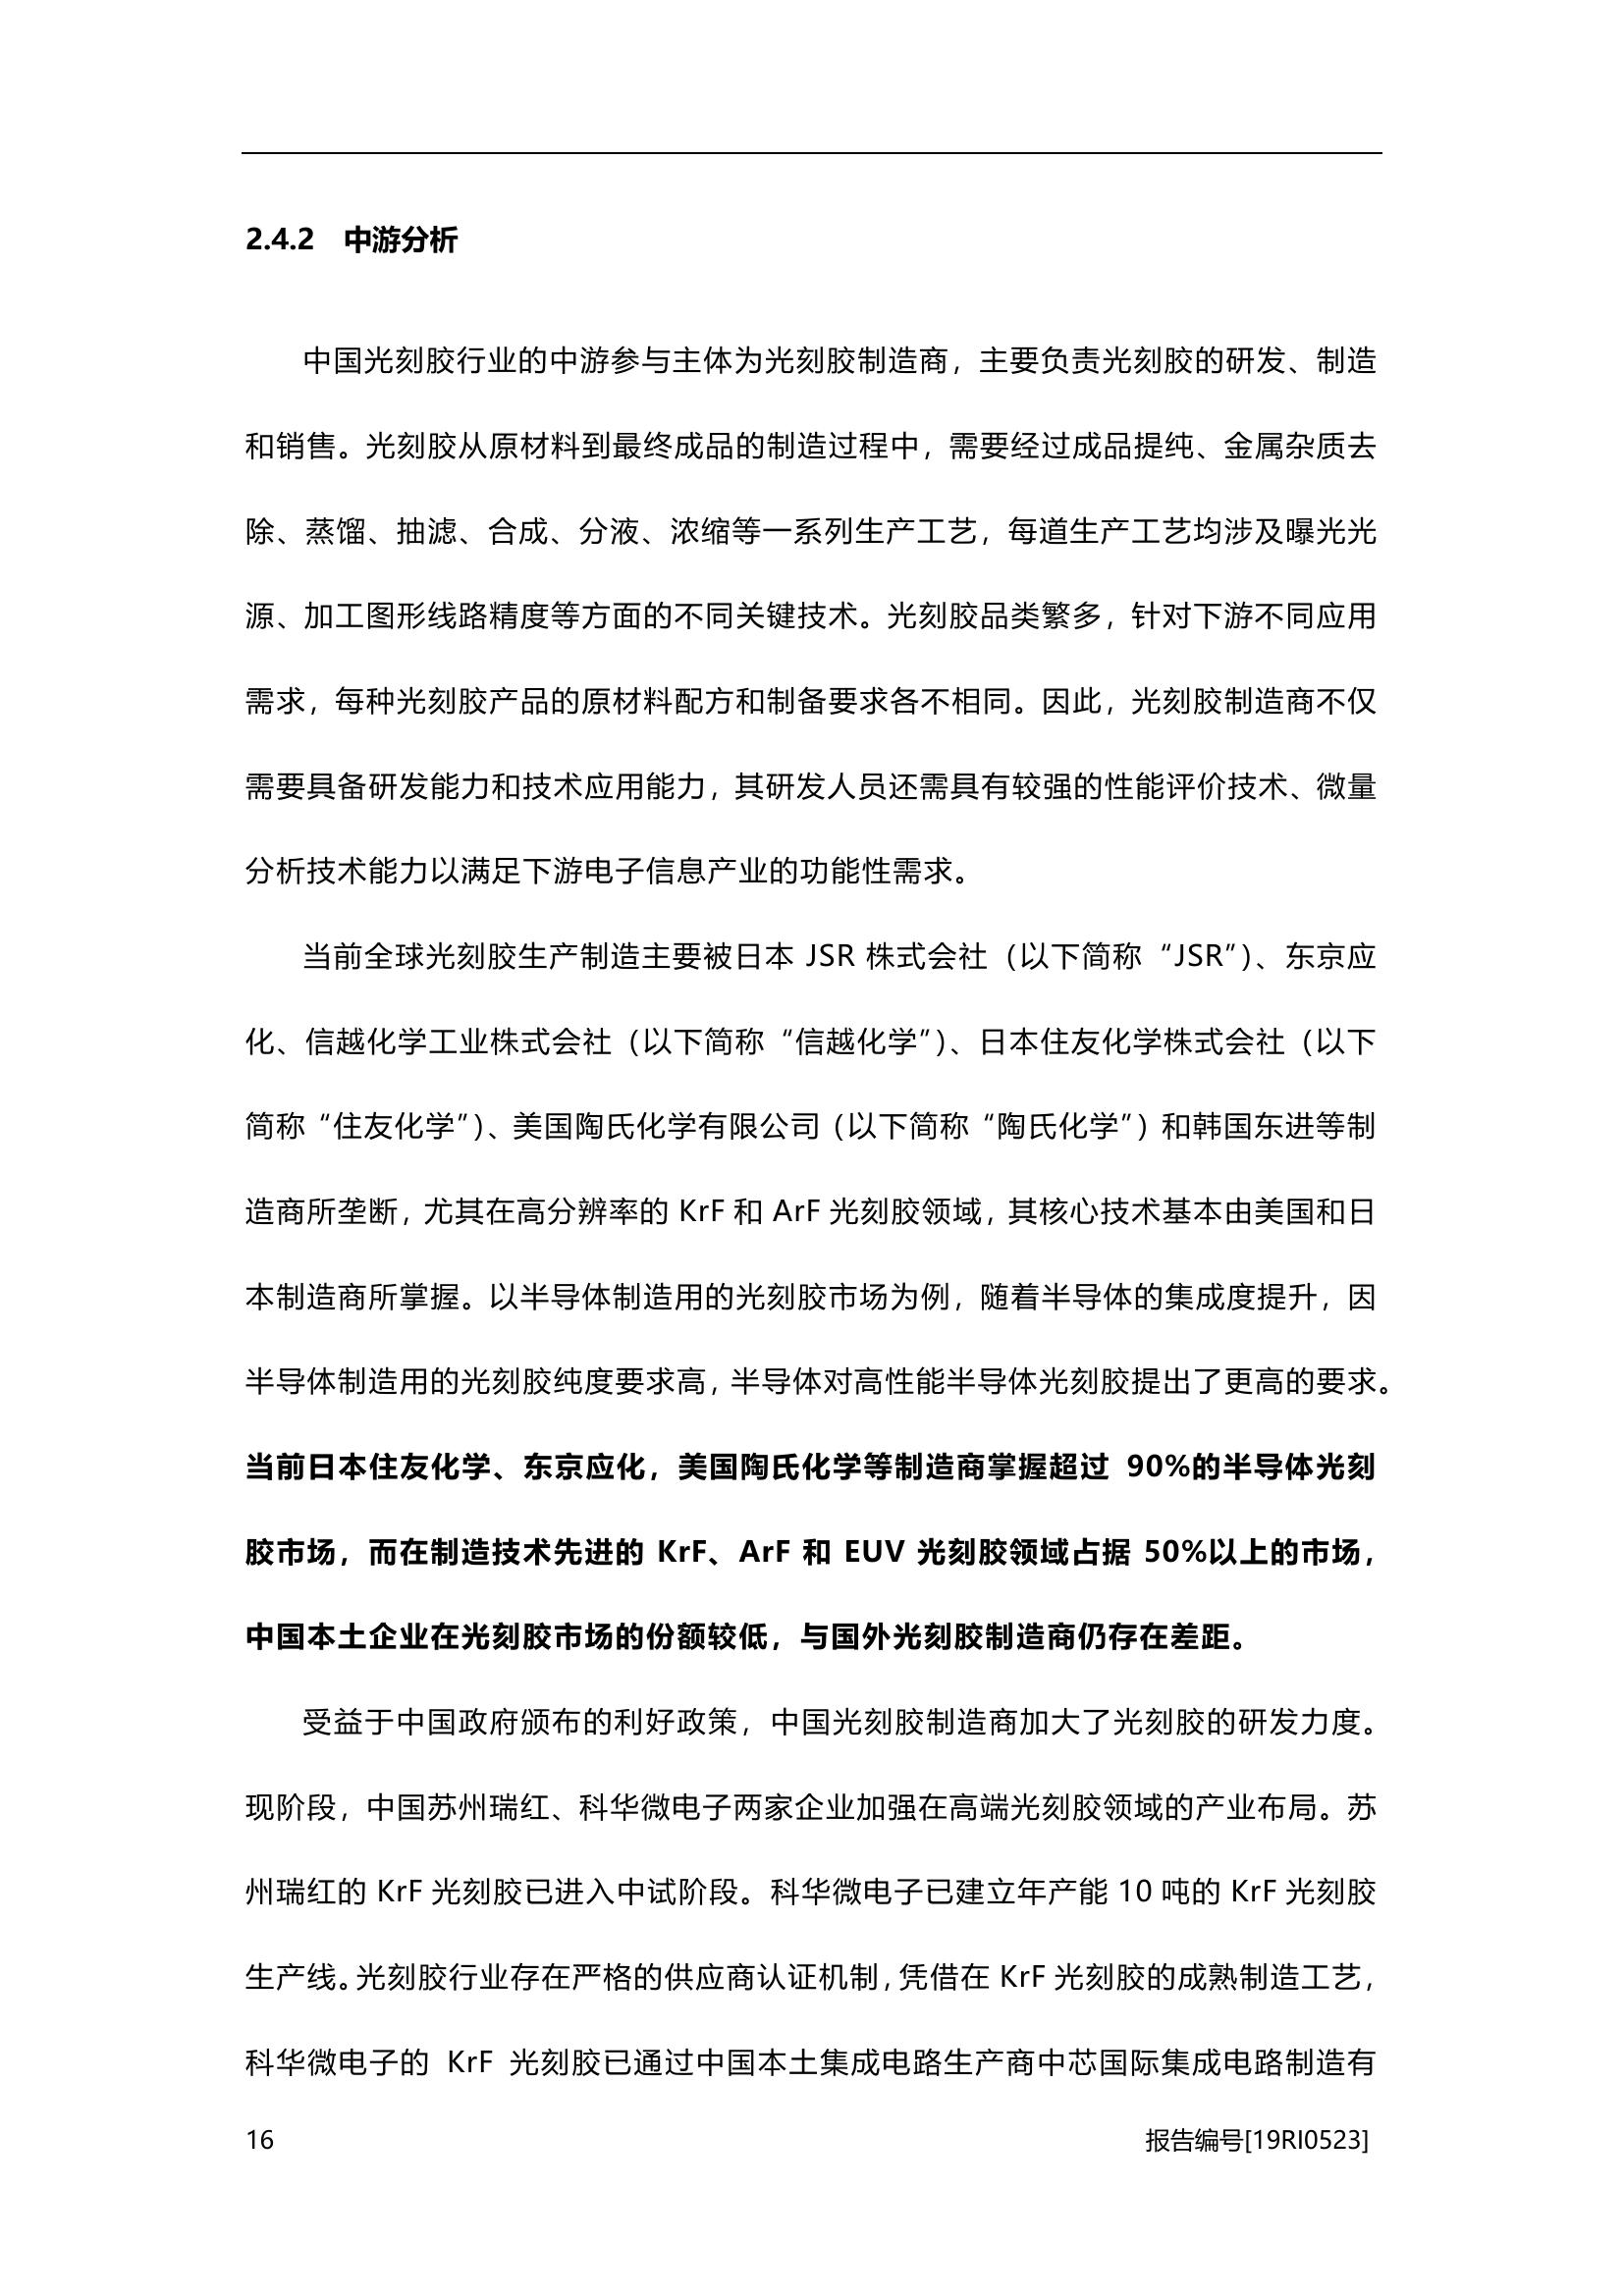 2.4.2 中游分析
中国光刻胶行业的中游参与主体为光刻胶制造商，主要负责光刻胶的研发、制造
和销售。光刻胶从原材料到最终成品的制造过程中，需要经过成品提纯、金属杂质去
除、蒸馏、抽滤、合成、分液、浓缩等一系列生产工艺，每道生产工艺均涉及曝光光
源、加工图形线路精度等方面的不同关键技术。光刻胶品类繁多，针对下游不同应用
需求，每种光刻胶产品的原材料配方和制备要求各不相同。因此，光刻胶制造商不仅
需要具备研发能力和技术应用能力，其研发人员还需具有较强的性能评价技术、微量
分析技术能力以满足下游电子信息产业的功能性需求。
当前全球光刻胶生产制造主要被日本 JSR 株式会社（以下简称“JSR”）、东京应
化、信越化学工业株式会社（以下简称“信越化学”）、日本住友化学株式会社（以下
简称“住友化学”）、美国陶氏化学有限公司（以下简称“陶氏化学”）和韩国东进等制
造商所垄断，尤其在高分辨率的 KrF 和 ArF 光刻胶领域，其核心技术基本由美国和日
本制造商所掌握。以半导体制造用的光刻胶市场为例，随着半导体的集成度提升，因
半导体制造用的光刻胶纯度要求高，半导体对高性能半导体光刻胶提出了更高的要求。
当前日本住友化学、东京应化，美国陶氏化学等制造商掌握超过 90%的半导体光刻
胶市场，而在制造技术先进的 KrF、ArF 和 EUV 光刻胶领域占据 50%以上的市场，
中国本土企业在光刻胶市场的份额较低，与国外光刻胶制造商仍存在差距。
受益于中国政府颁布的利好政策，中国光刻胶制造商加大了光刻胶的研发力度。
现阶段，中国苏州瑞红、科华微电子两家企业加强在高端光刻胶领域的产业布局。苏
州瑞红的 KrF 光刻胶已进入中试阶段。科华微电子已建立年产能 10 吨的 KrF 光刻胶
生产线。光刻胶行业存在严格的供应商认证机制，凭借在 KrF 光刻胶的成熟制造工艺，
科华微电子的 KrF 光刻胶已通过中国本土集成电路生产商中芯国际集成电路制造有
16 报告编号[19RI0523]